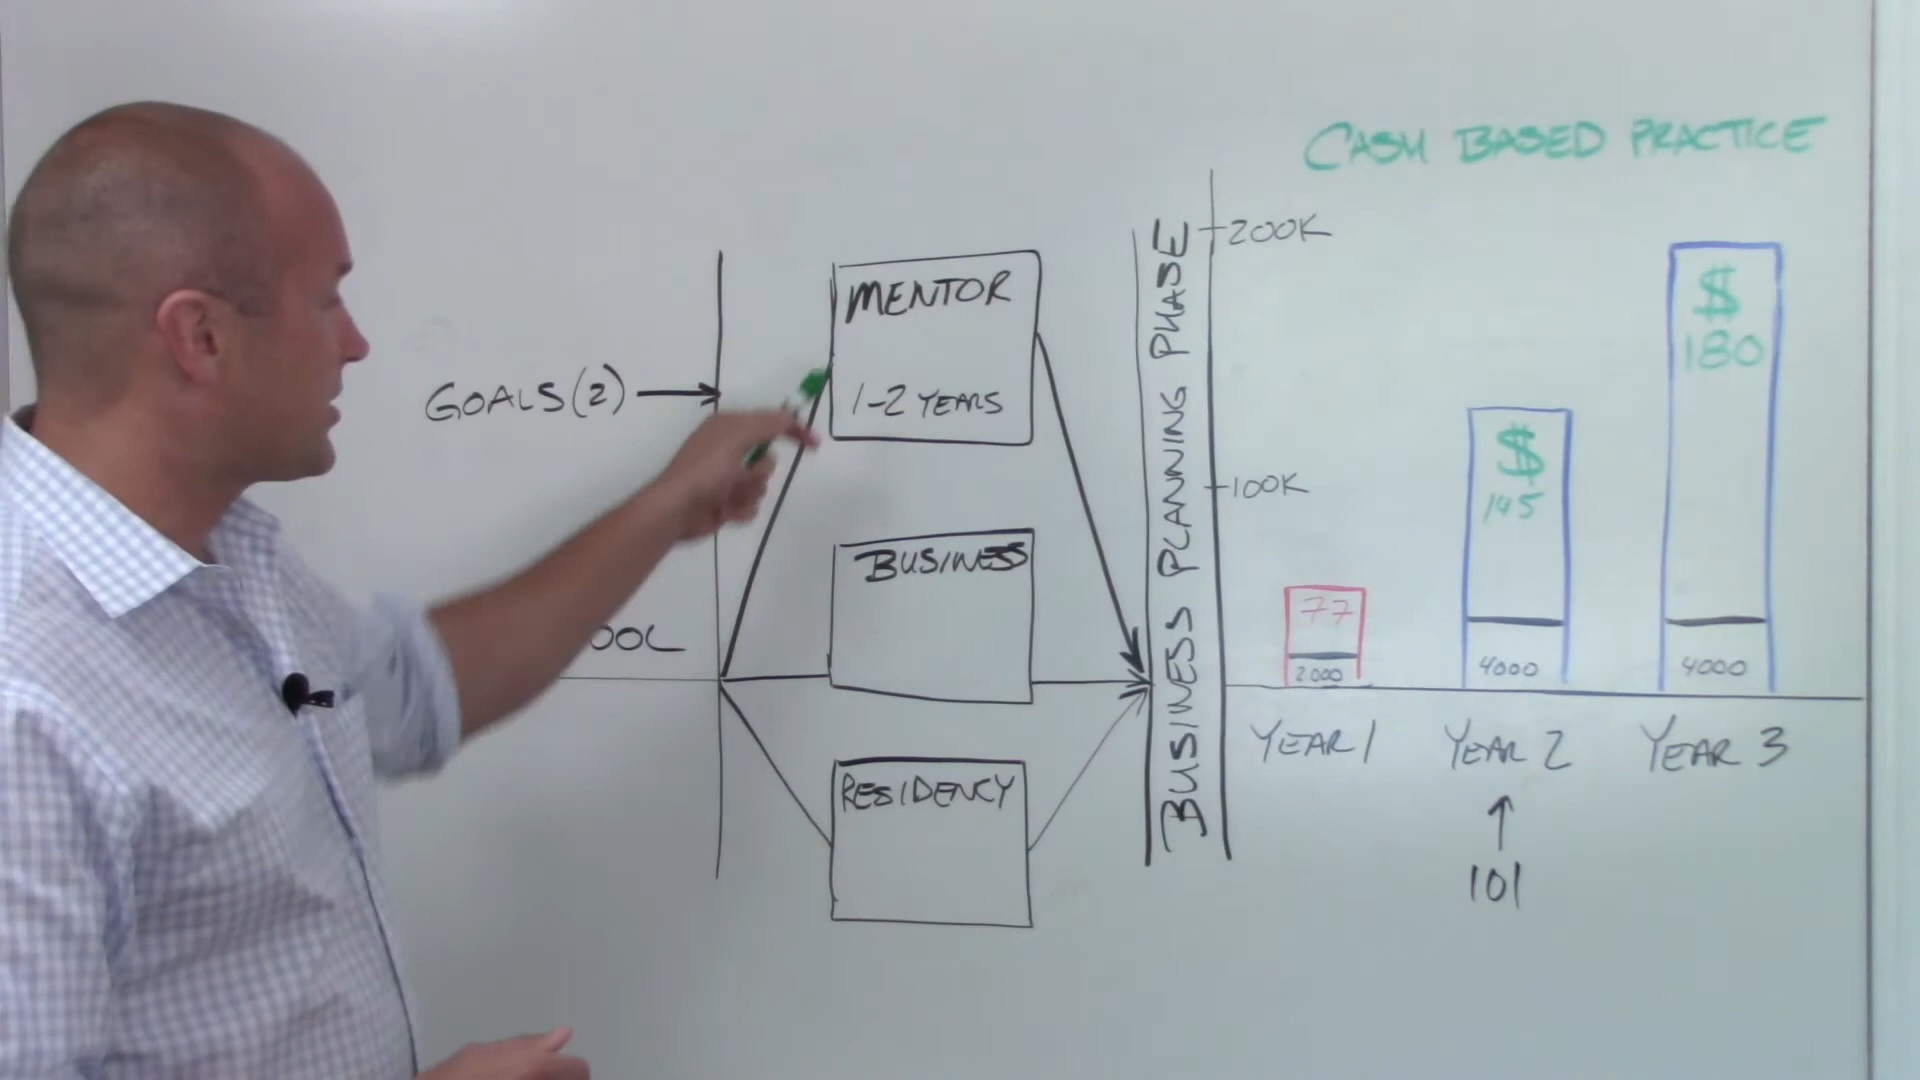 CASH BASED PRACTICE
200K
MENTOR
$
180
GOALS(2)
1-2 YEARS
$
145
100K
BUSINESS
77
OOL
2000
4000
4000
BUSINESS PLANNING PHASE
YEAR 1
YEAR 2
YEAR 3
RESIDENCY
101